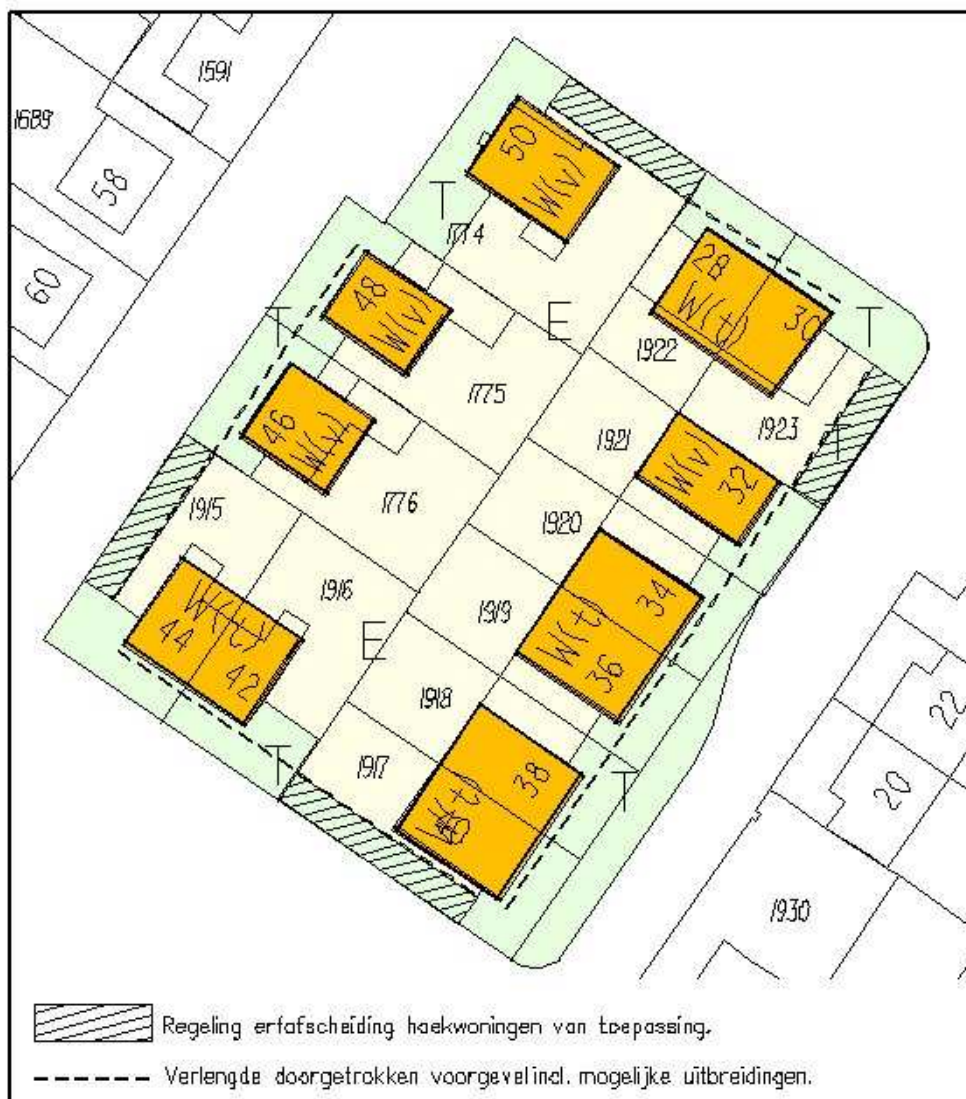 1591
1689
58
50
W(v)
T
1774
60
48
W(v)
T
E
28
W(t)
30
T
1922
1775
46
W(v)
1921
1923
T
W(v)
32
1915
1776
1920
34
W(t)
36
1916
1919
W(t)
44
42
E
1918
22
T
1917
38
W(t)
T
20
1930
Regeling erfafscheiding hoekwoningen van toepassing.
Verlengde doorgetrokken voorgevelincl. mogelijke uitbreidingen.